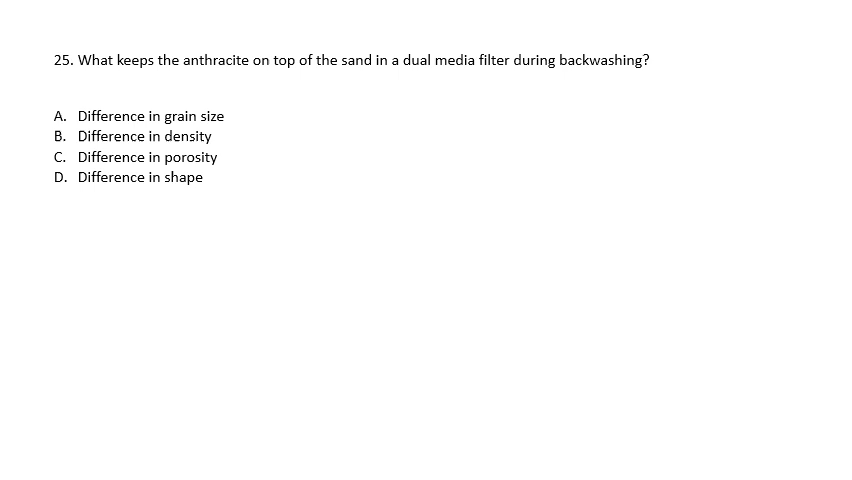 25. What keeps the anthracite on top of the sand in a dual media filter during backwashing?
A. Difference in grain size
B. Difference in density
C. Difference in porosity
D. Difference in shape